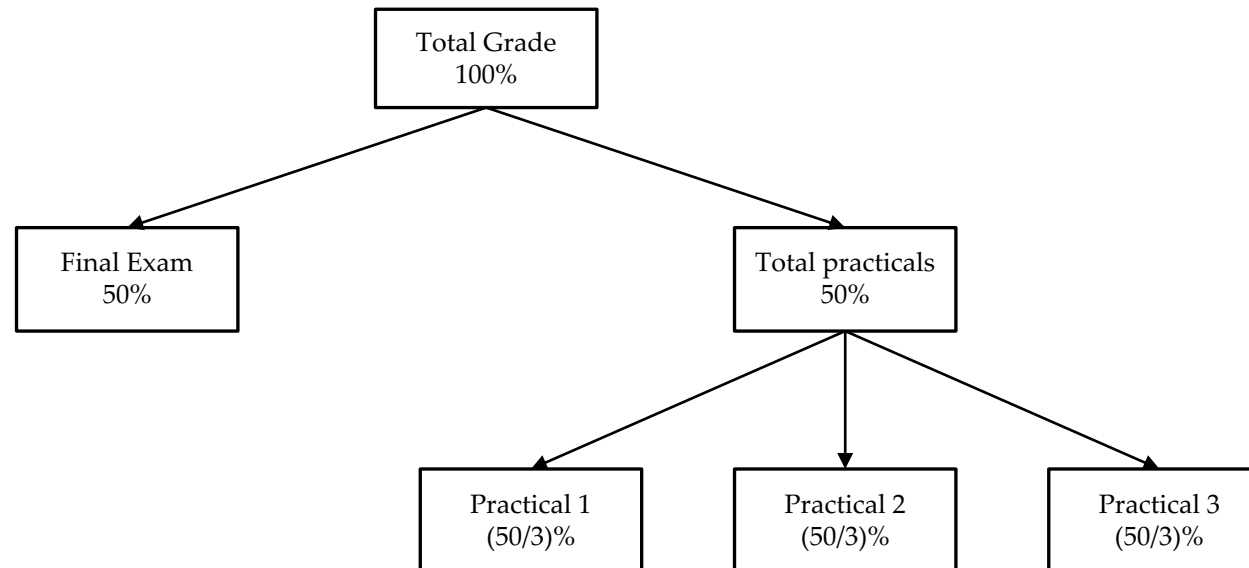 Total Grade
100%
Final Exam
50%
Total practicals
50%
Practical 1
(50/3)%
Practical 2
(50/3)%
Practical 3
(50/3)%